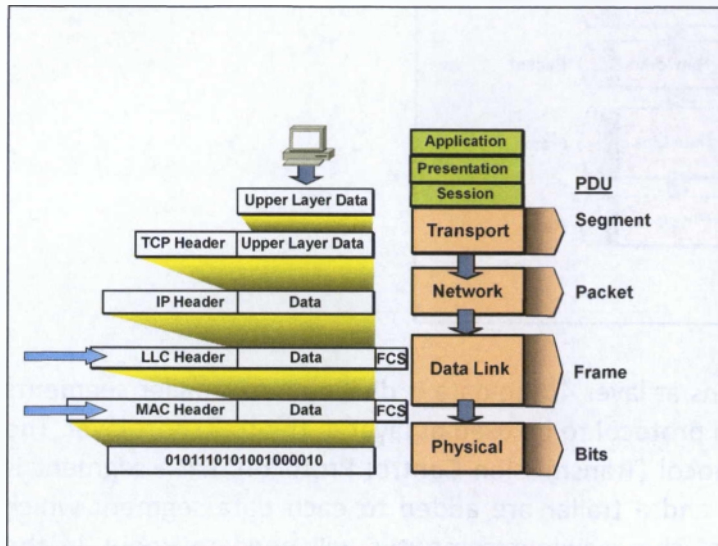 Application
Presentation
Session
PDU
Upper Layer Data
Transport
Segment
TCP Header
Upper Layer Data
IP Header
Data
Network
Packet
LLC Header
Data
FCS
Data Link
Frame
MAC Header
Data
FCS
Physical
Bits
0101110101001000010